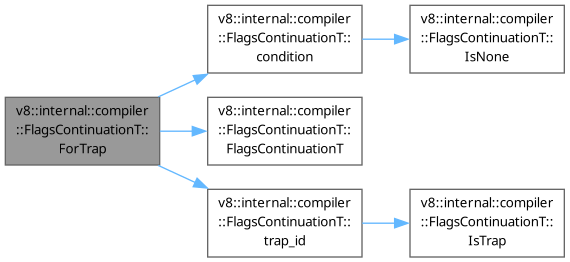 v8::internal::compiler
::FlagsContinuationT::
ForTrap
v8::internal::compiler
::FlagsContinuationT::
condition
v8::internal::compiler
::FlagsContinuationT::
IsNone
v8::internal::compiler
::FlagsContinuationT::
FlagsContinuationT
v8::internal::compiler
::FlagsContinuationT::
trap_id
v8::internal::compiler
::FlagsContinuationT::
IsTrap